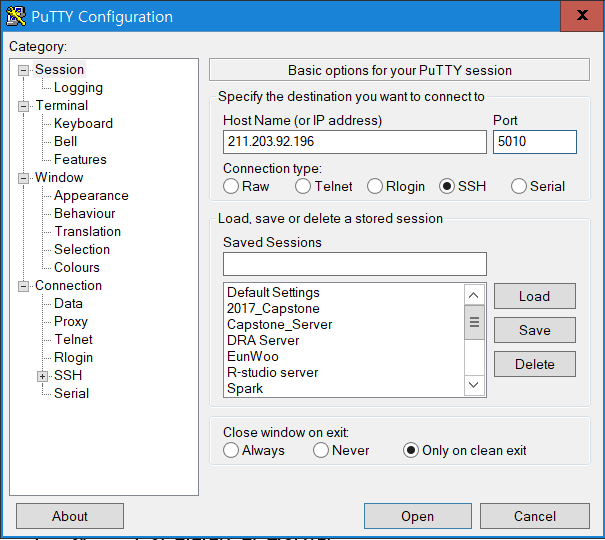 PuTTY Configuration
x
Category:
Session
Logging
Terminal
Keyboard
Bell
Features
Window
Appearance
Behaviour
Translation
Selection
Colours
Connection
Data
Proxy
Telnet
Rlogin
SSH
Serial
Basic options for your PuTTY session
Specify the destination you want to connect to
Host Name (or IP address) Port
211.203.92.196 5010
Connection type:
Raw Telnet Rlogin SSH Serial
Load, save or delete a stored session
Saved Sessions
Default Settings
2017_Capstone
Capstone_Server
DRA Server
EunWoo
R-studio server
Spark
Load
Save
Delete
Close window on exit:
Always Never Only on clean exit
About Open Cancel